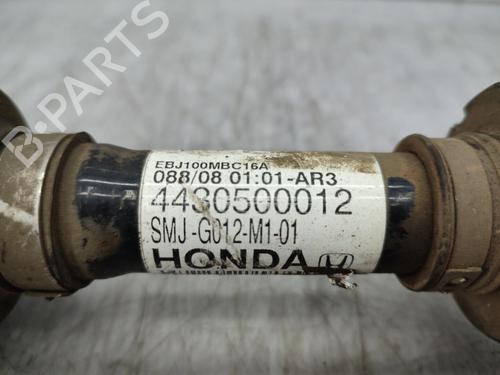 EBJ100MBC16A
088/08 01:01-AR3
4430500012
SMJ-G012-M1-01
HONDA
B-PARTS